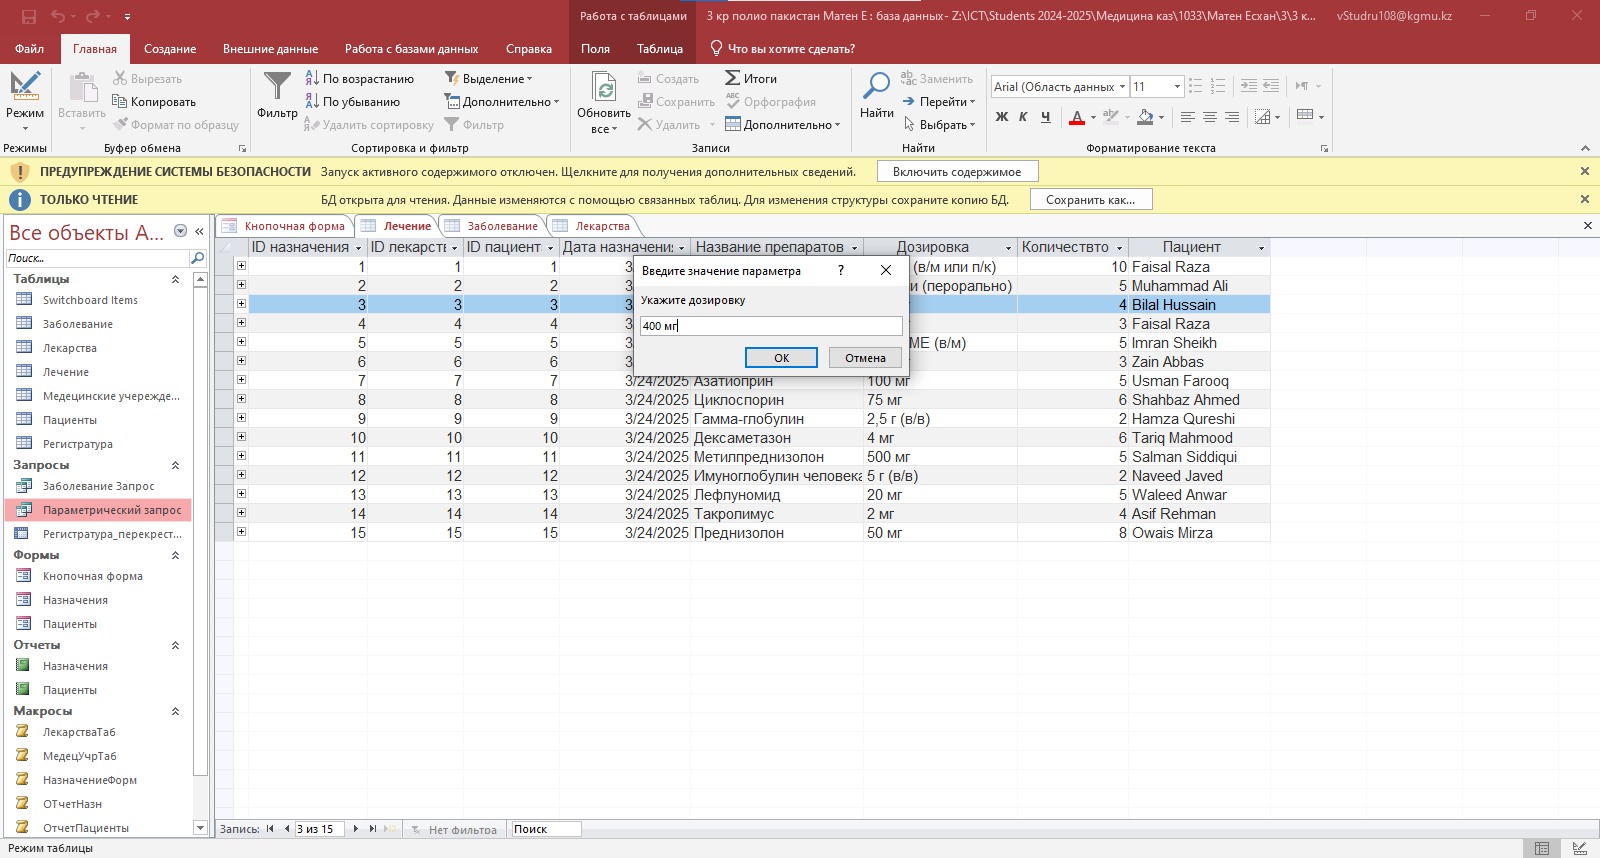 Работа с таблицами
3 кр полио пакистан Матен Е : база данных- Z:\ICT\Students 2024-2025\Медицина каз\1033\Матен Есхан\3\3 к...
vStudru108@kgmu.kz
Файл Главная Создание Внешние данные Работа с базами данных Справка Поля Таблица Что вы хотите сделать?
Режим
Режимы
Вставить
Вырезать
Копировать
Формат по образцу
Буфер обмена
Фильтр
По возрастанию
По убыванию
Удалить сортировку
Выделение
Дополнительно
Фильтр
Сортировка и фильтр
Обновить
все
Создать
Сохранить
Удалить
Итоги
Орфография
Дополнительно
Записи
Найти
Заменить
Перейти
Выбрать
Найти
Arial (Область данных 11
Ж К Ч
Форматирование текста
ПРЕДУПРЕЖДЕНИЕ СИСТЕМЫ БЕЗОПАСНОСТИ Запуск активного содержимого отключен. Щелкните для получения дополнительных сведений. Включить содержимое
ТОЛЬКО ЧТЕНИЕ БД открыта для чтения. Данные изменяются с помощью связанных таблиц. Для изменения структуры сохраните копию БД. Сохранить как...
Все объекты A...
Поиск...
Таблицы
Switchboard Items
Заболевание
Лекарства
Лечение
Медецинские учережде...
Пациенты
Регистратура
Запросы
Заболевание Запрос
Параметрический запрос
Регистратура_перекрест...
Формы
Кнопочная форма
Назначения
Пациенты
Отчеты
Назначения
Пациенты
Макросы
ЛекарстваТаб
МедецУчрТаб
НазначениеФорм
ОТчетНазн
ОтчетПациенты
Кнопочная форма Лечение Заболевание Лекарства
ID назначения ID лекарств ID пациент Дата назначени Название препаратов Дозировка Количествто Пациент
1 1 1 3 (в/м или п/к) 10 Faisal Raza
2 2 2 3 и (перорально) 5 Muhammad Ali
3 3 3 3 4 Bilal Hussain
4 4 4 3 3 Faisal Raza
5 5 5 3 МЕ (в/м) 5 Imran Sheikh
6 6 6 3 3 Zain Abbas
7 7 7 3/24/2025 Азатиоприн 100 мг 5 Usman Farooq
8 8 8 3/24/2025 Циклоспорин 75 мг 6 Shahbaz Ahmed
9 9 9 3/24/2025 Гамма-глобулин 2,5 г (в/в) 2 Hamza Qureshi
10 10 10 3/24/2025 Дексаметазон 4 мг 6 Tariq Mahmood
11 11 11 3/24/2025 Метилпреднизолон 500 мг 5 Salman Siddiqui
12 12 12 3/24/2025 Имуноглобулин человека 5 г (в/в) 2 Naveed Javed
13 13 13 3/24/2025 Лефлуномид 20 мг 5 Waleed Anwar
14 14 14 3/24/2025 Такролимус 2 мг 4 Asif Rehman
15 15 15 3/24/2025 Преднизолон 50 мг 8 Owais Mirza
Введите значение параметра ?
Укажите дозировку
400 мг
ОК Отмена
Запись: 3 из 15 Нет фильтра Поиск
Режим таблицы